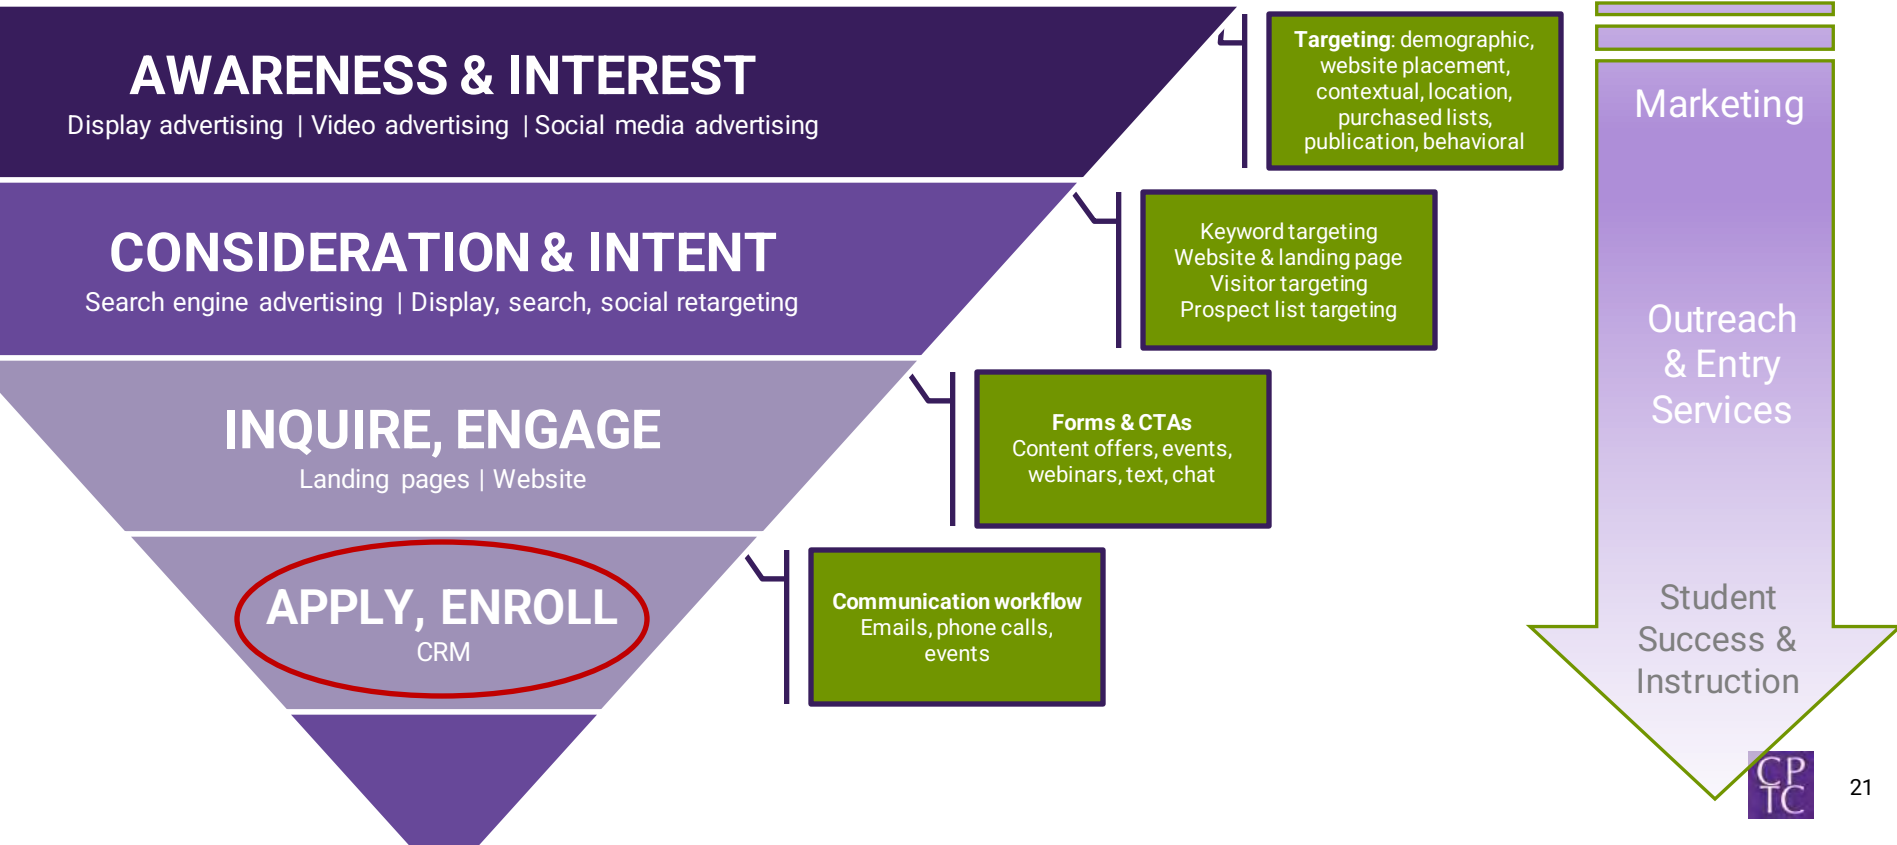 AWARENESS & INTEREST
Display advertising | Video advertising | Social media advertising
Targeting: demographic,
website placement,
contextual, location,
purchased lists,
publication, behavioral
CONSIDERATION & INTENT
Search engine advertising | Display, search, social retargeting
Keyword targeting
Website & landing page
Visitor targeting
Prospect list targeting
INQUIRE, ENGAGE
Landing pages | Website
Forms & CTAs
Content offers, events,
webinars, text, chat
APPLY, ENROLL
CRM
Communication workflow
Emails, phone calls,
events
Marketing
Outreach
& Entry
Services
Student
Success &
Instruction
CP
TC
21